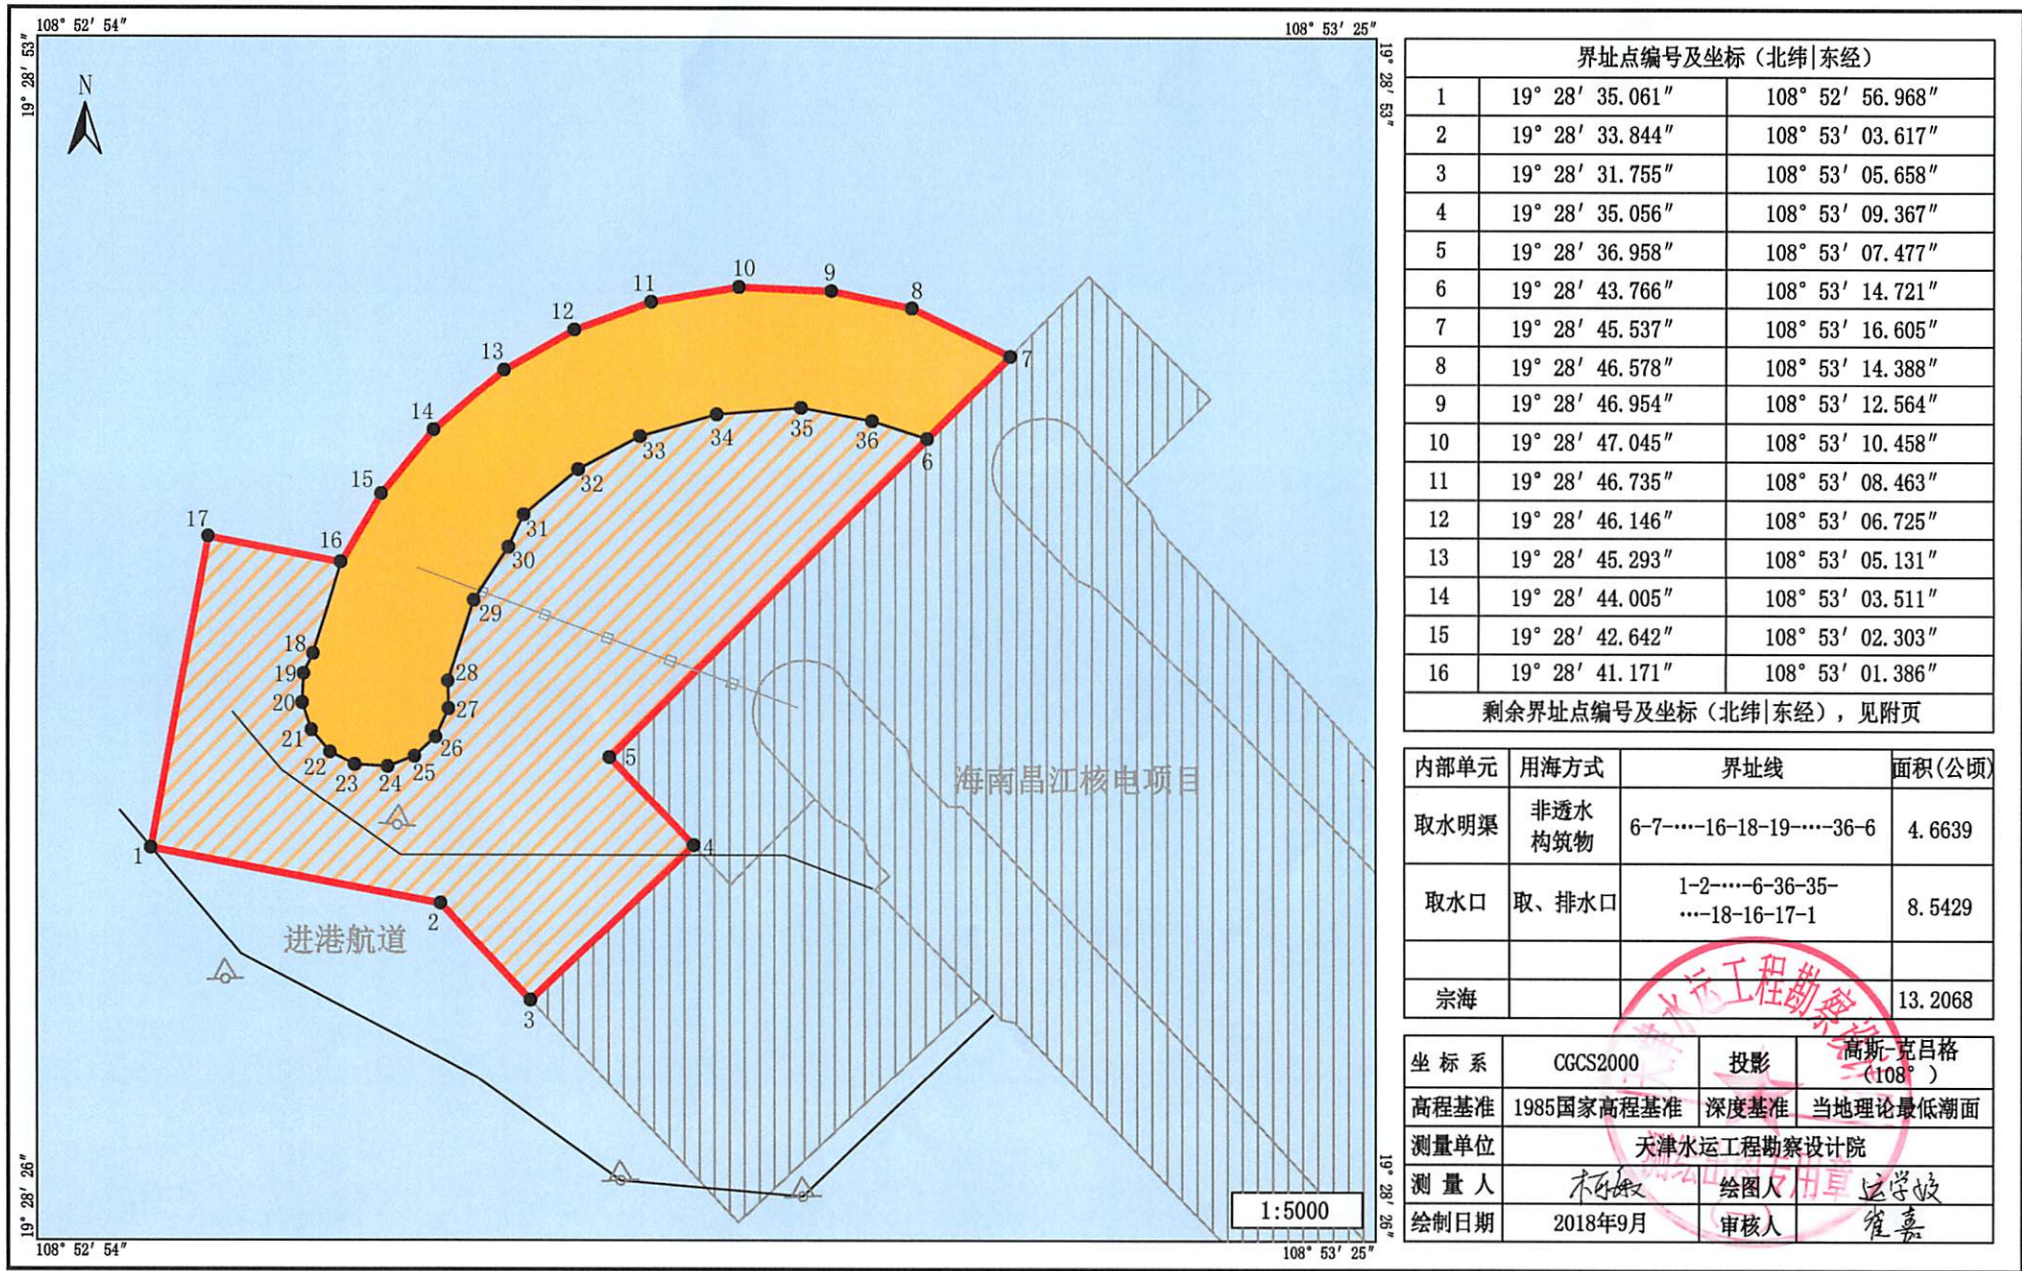 108° 52′ 54″
108° 53′ 25″
19° 28′ 53″
19° 28′ 53″
N
10
9
8
11
12
7
13
14
35
34
36
33
6
15
32
17
31
16
30
29
18
28
19
20
27
21
26
22
25
23
24
5
海南昌江核电项目
4
1
2
进港航道
3
19° 28′ 26″
19° 28′ 26″
1:5000
108° 52′ 54″
108° 53′ 25″
界址点编号及坐标（北纬|东经）
1 19° 28′ 35.061″ 108° 52′ 56.968″
2 19° 28′ 33.844″ 108° 53′ 03.617″
3 19° 28′ 31.755″ 108° 53′ 05.658″
4 19° 28′ 35.056″ 108° 53′ 09.367″
5 19° 28′ 36.958″ 108° 53′ 07.477″
6 19° 28′ 43.766″ 108° 53′ 14.721″
7 19° 28′ 45.537″ 108° 53′ 16.605″
8 19° 28′ 46.578″ 108° 53′ 14.388″
9 19° 28′ 46.954″ 108° 53′ 12.564″
10 19° 28′ 47.045″ 108° 53′ 10.458″
11 19° 28′ 46.735″ 108° 53′ 08.463″
12 19° 28′ 46.146″ 108° 53′ 06.725″
13 19° 28′ 45.293″ 108° 53′ 05.131″
14 19° 28′ 44.005″ 108° 53′ 03.511″
15 19° 28′ 42.642″ 108° 53′ 02.303″
16 19° 28′ 41.171″ 108° 53′ 01.386″
剩余界址点编号及坐标（北纬|东经），见附页
内部单元 用海方式 界址线 面积(公顷)
取水明渠 非透水
构筑物 6-7-…-16-18-19-…-36-6 4.6639
取水口 取、排水口 1-2-…-6-36-35-
…-18-16-17-1 8.5429
宗海 13.2068
坐标系 CGCS2000 投影 高斯-克吕格
（108°）
高程基准 1985国家高程基准 深度基准 当地理论最低潮面
测量单位 天津水运工程勘察设计院
测量人 绘图人
绘制日期 2018年9月 审核人 崔嘉
天津水运工程勘察设计
专用章